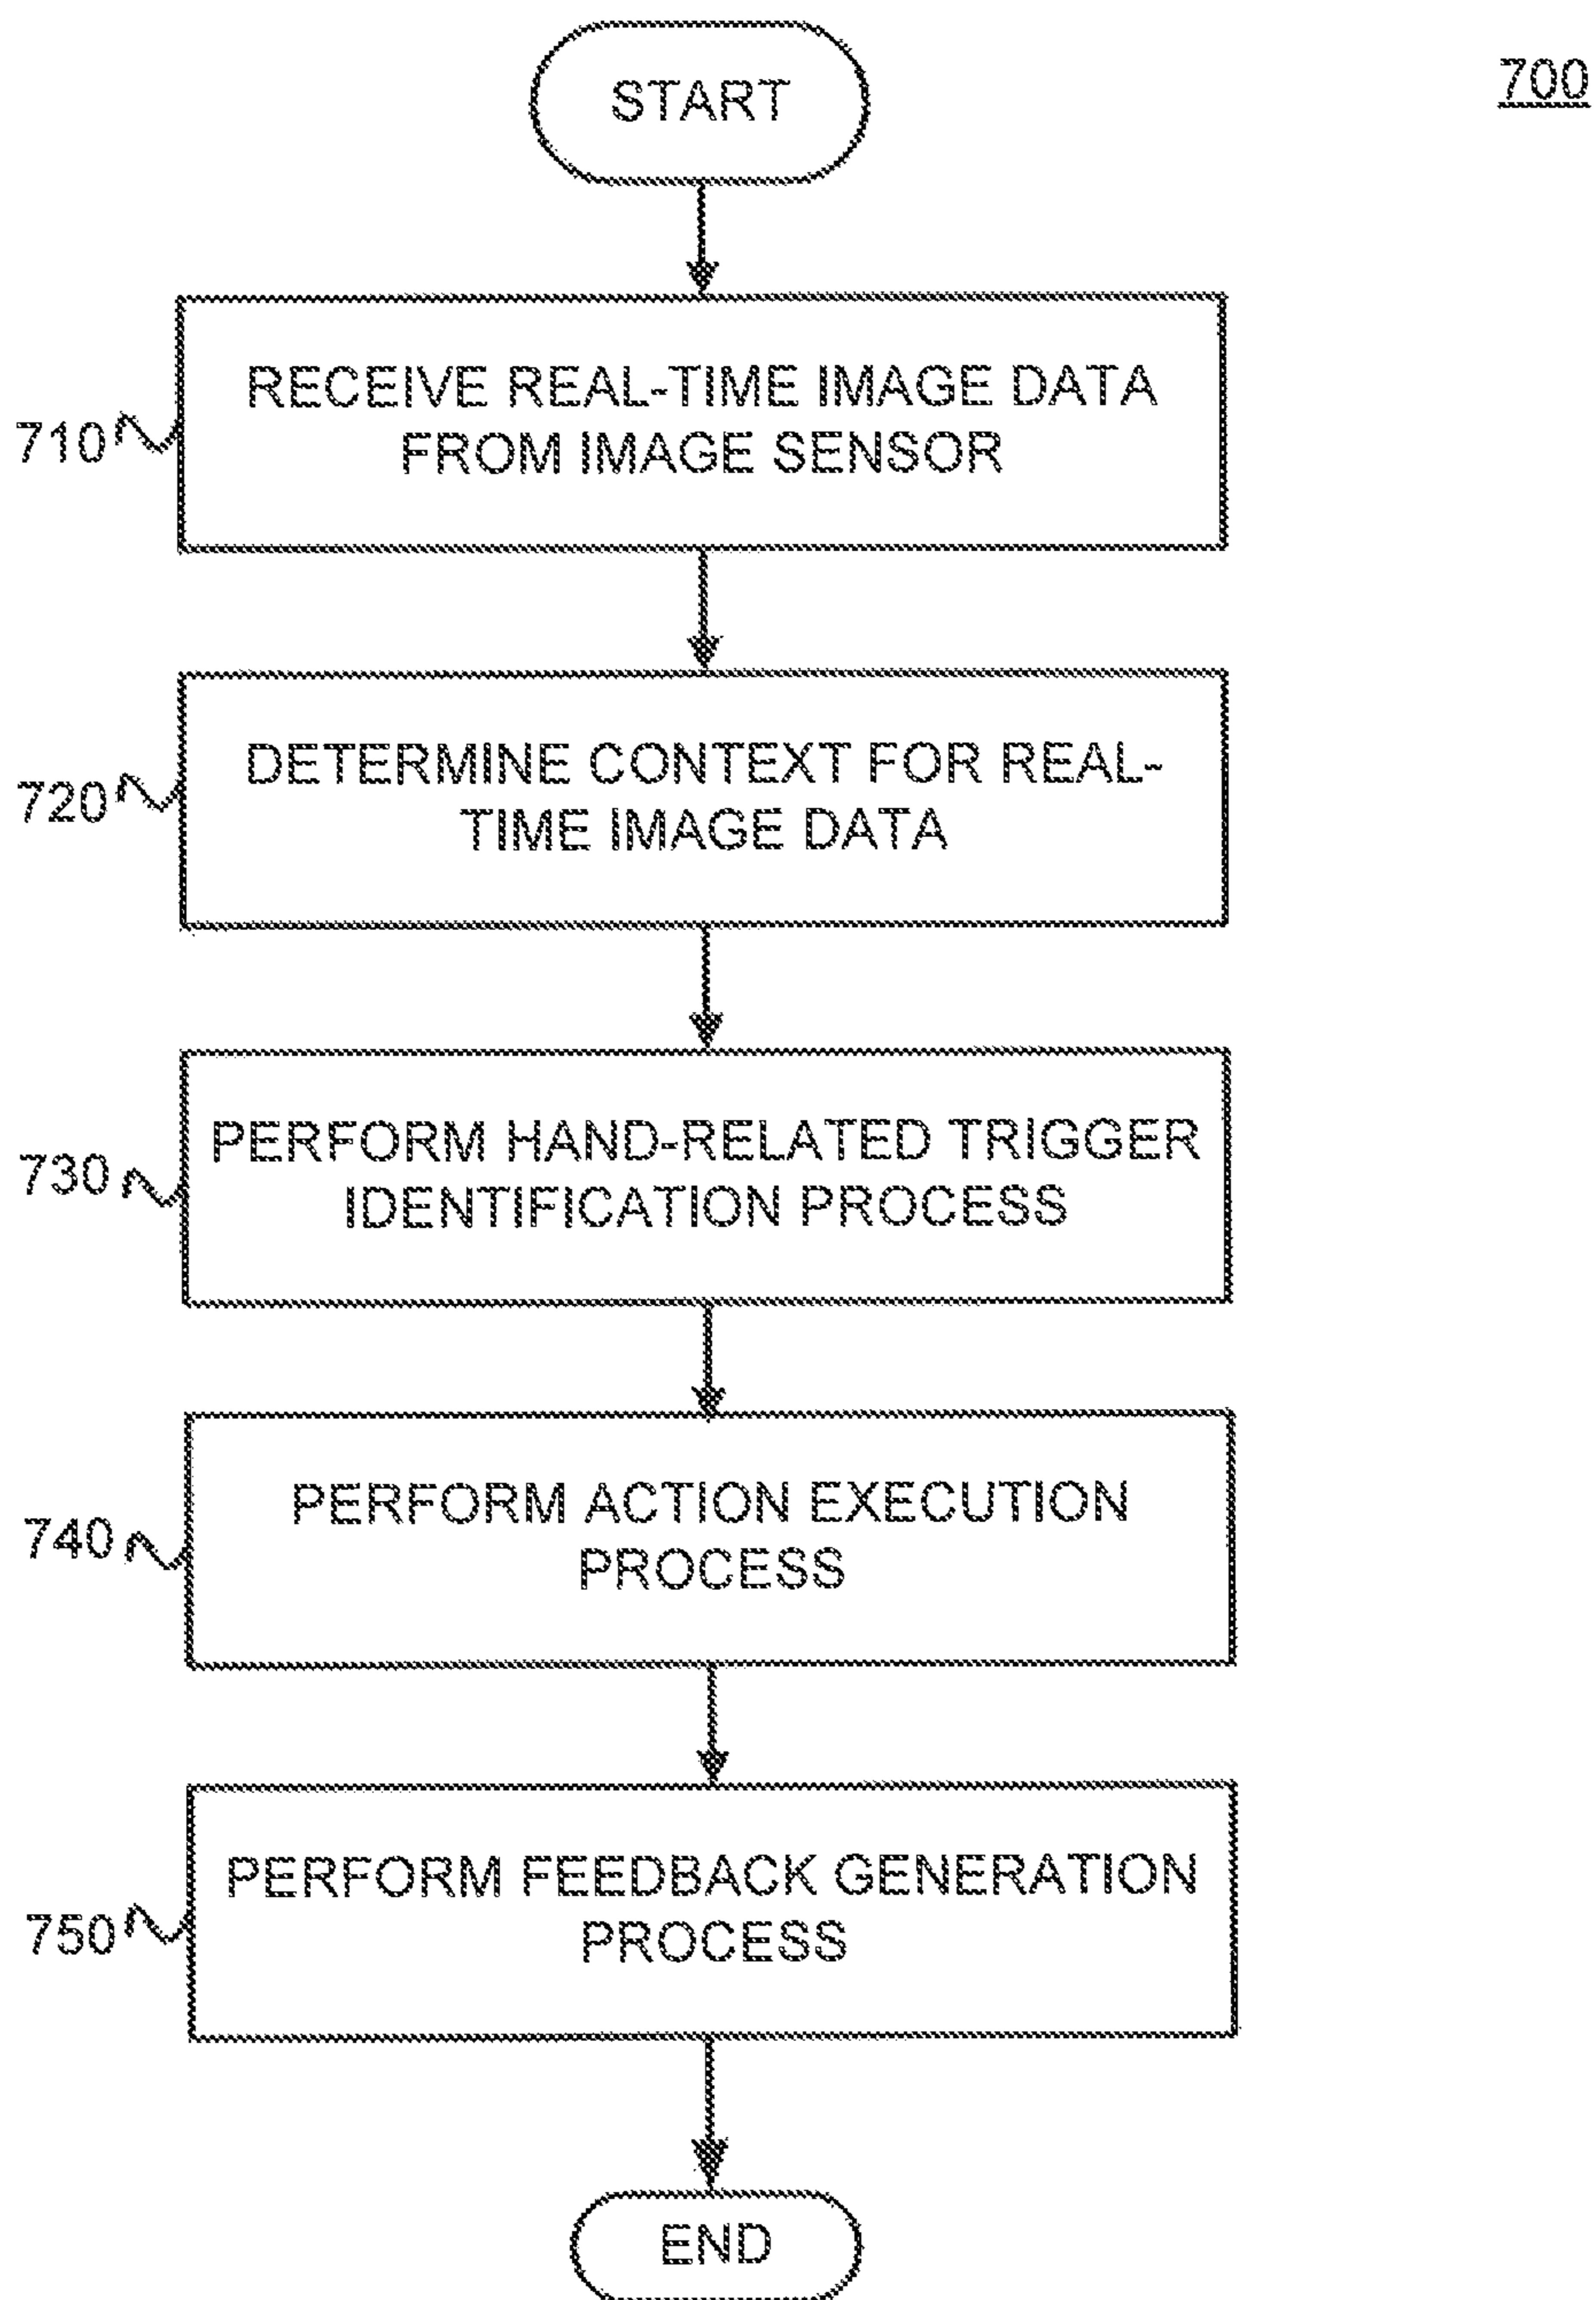 START
700
RECEIVE REAL-TIME IMAGE DATA
FROM IMAGE SENSOR
710
DETERMINE CONTEXT FOR REAL-
TIME IMAGE DATA
720
PERFORM HAND-RELATED TRIGGER
IDENTIFICATION PROCESS
730
PERFORM ACTION EXECUTION
PROCESS
740
PERFORM FEEDBACK GENERATION
PROCESS
750
END